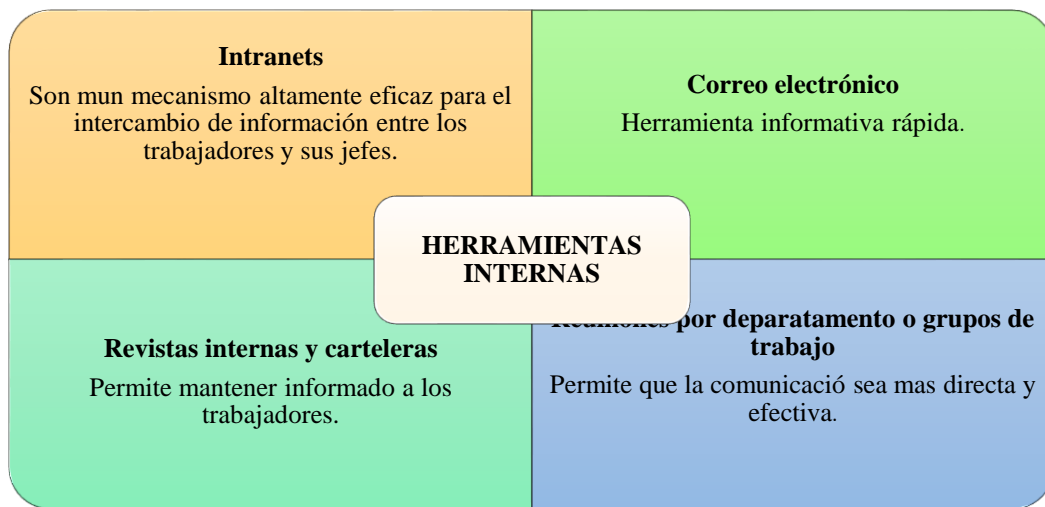 Intranets
Son mun mecanismo altamente eficaz para el
intercambio de información entre los
trabajadores y sus jefes.
Correo electrónico
Herramienta informativa rápida.
HERRAMIENTAS
INTERNAS
Revistas internas y carteleras
Permite mantener informado a los
trabajadores.
Reuniones por deparatamento o grupos de
trabajo
Permite que la comunicació sea mas directa y
efectiva.